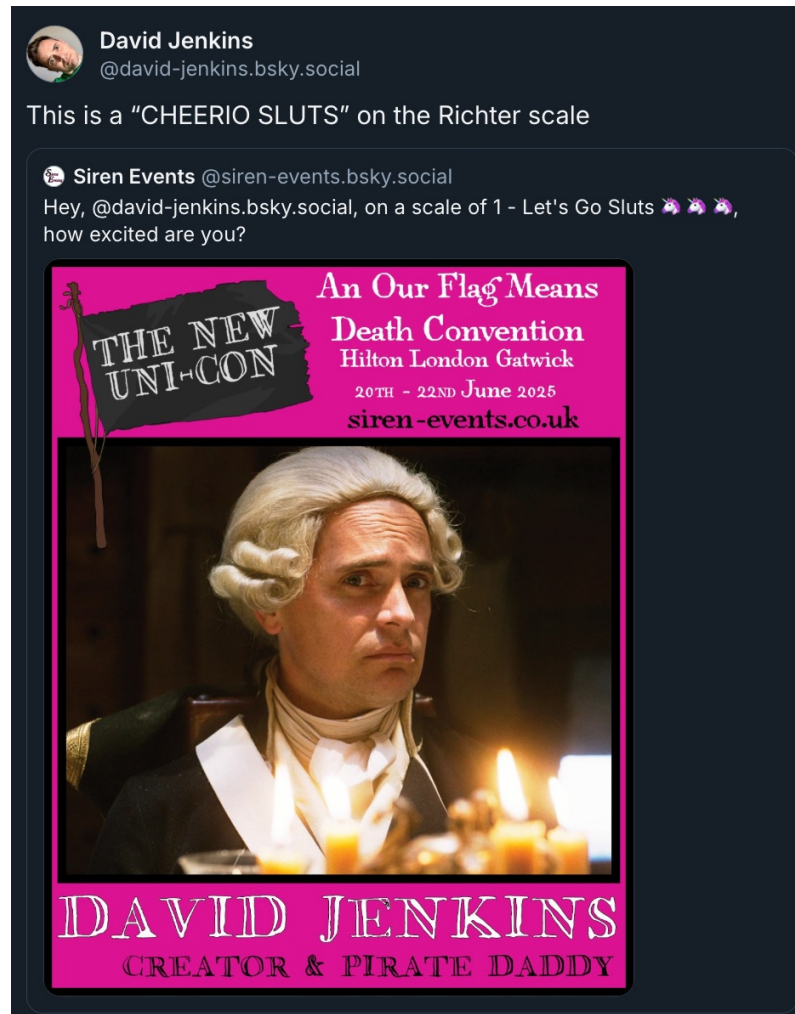 David Jenkins
@david-jenkins.bsky.social
This is a “CHEERIO SLUTS” on the Richter scale
Siren Events @siren-events.bsky.social
Hey, @david-jenkins.bsky.social, on a scale of 1 - Let's Go Sluts 🦄 🦄 🦄,
how excited are you?
THE NEW
UNI-CON
An Our Flag Means
Death Convention
Hilton London Gatwick
20TH - 22ND June 2025
siren-events.co.uk
DAVID JENKINS
CREATOR & PIRATE DADDY